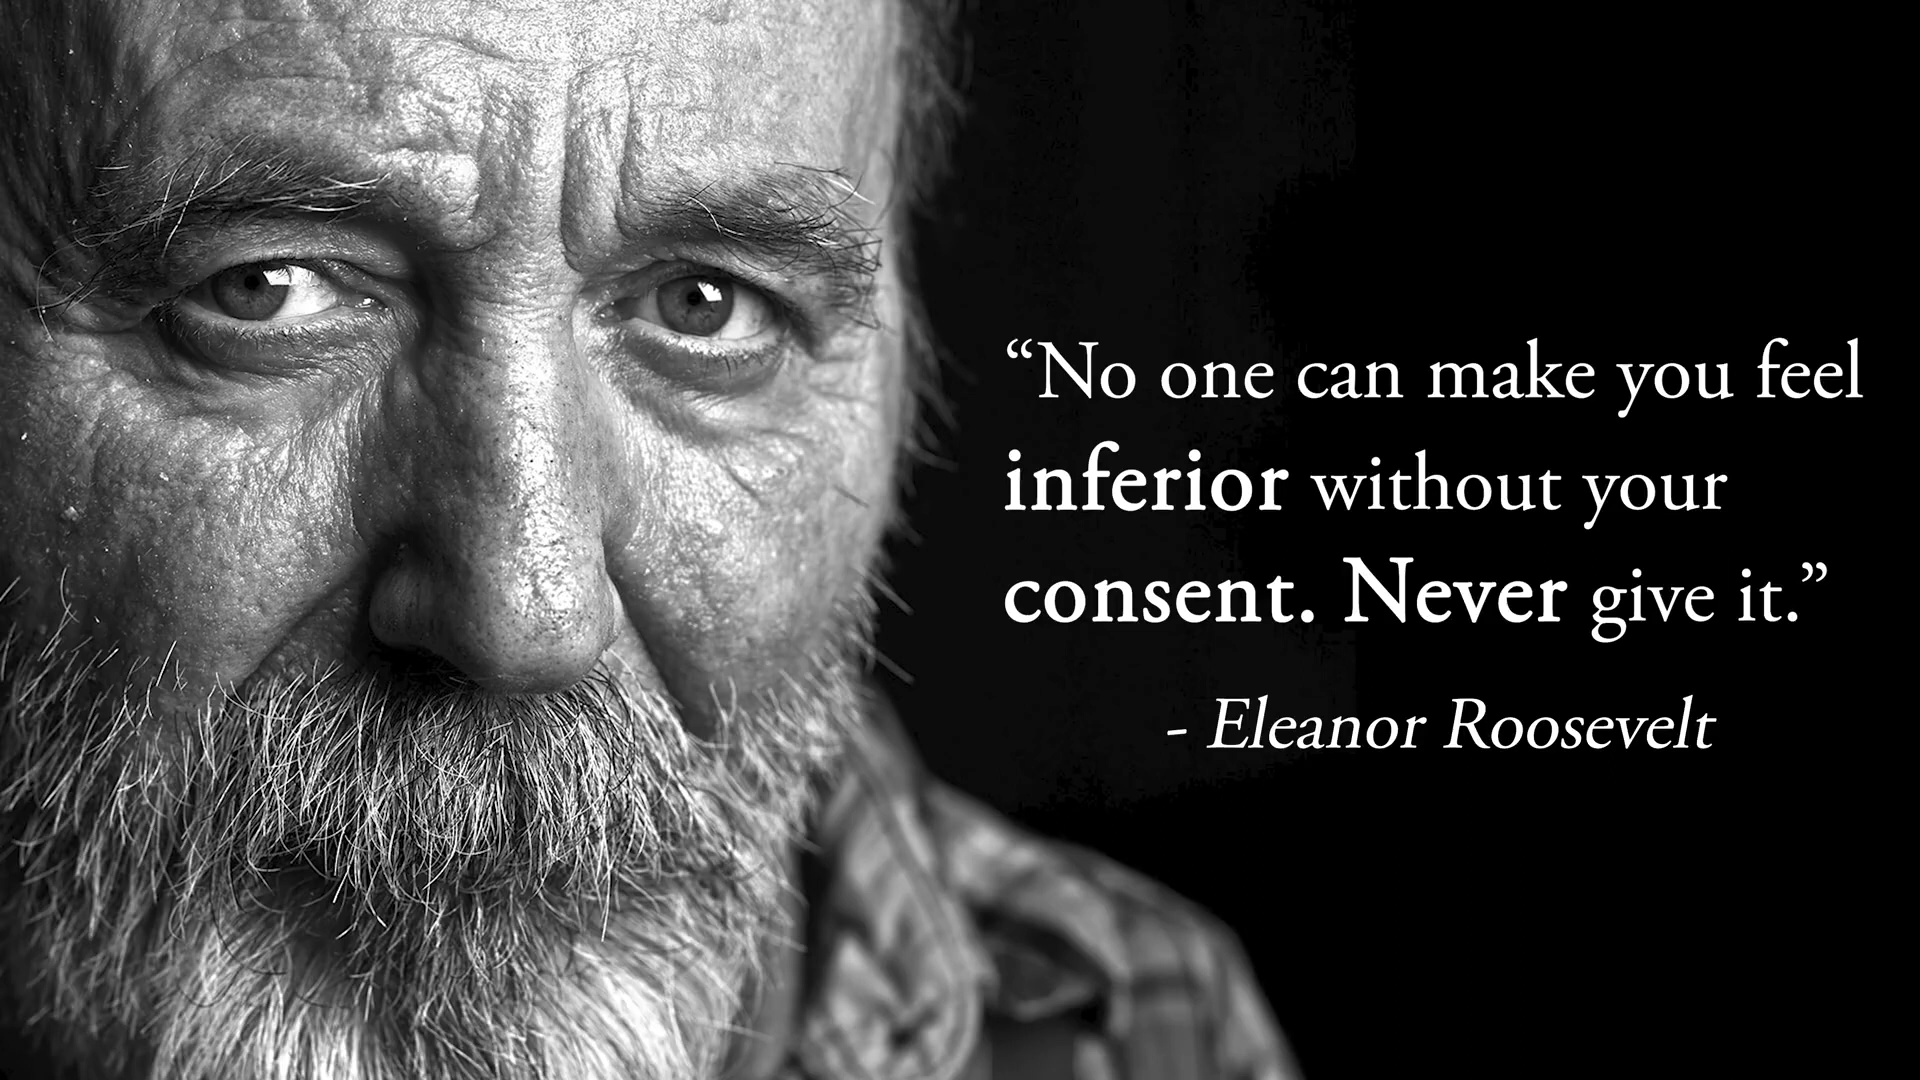 “No one can make you feel
inferior without your
consent. Never give it.”
- Eleanor Roosevelt